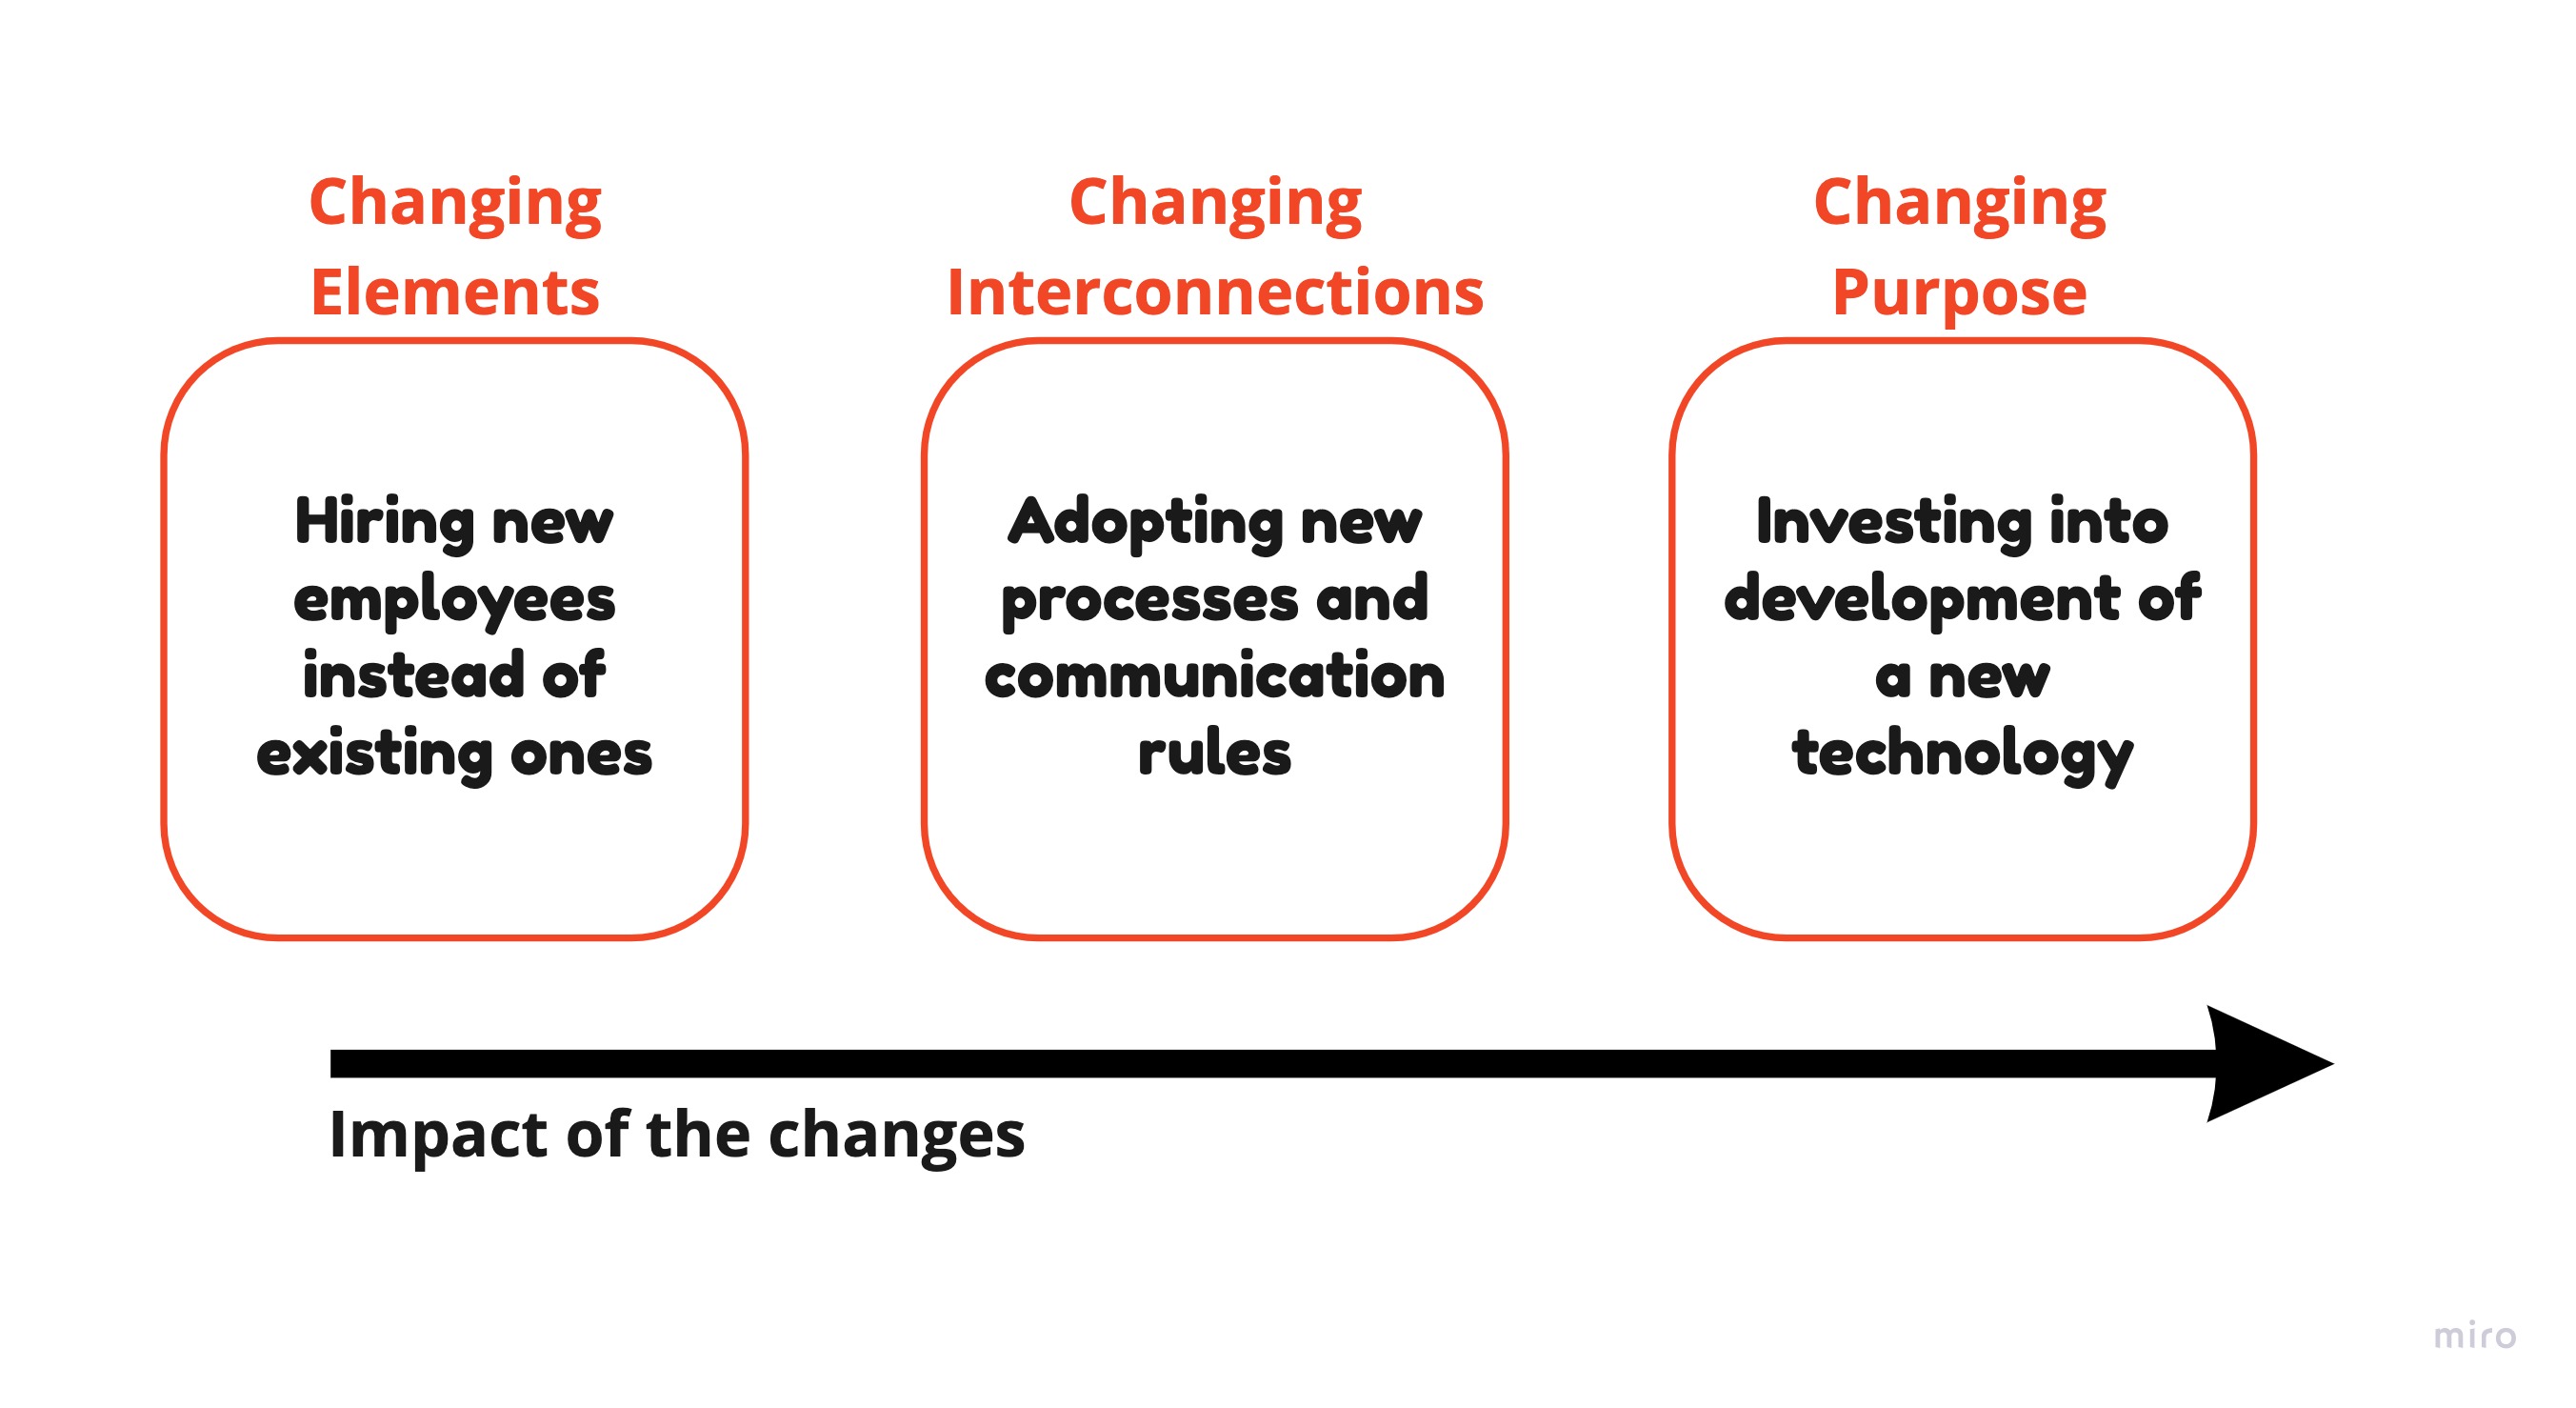 Changing
Elements
Hiring new
employees
instead of
existing ones
Changing
Interconnections
Adopting new
processes and
communication
rules
Changing
Purpose
Investing into
development of
a new
technology
Impact of the changes
miro